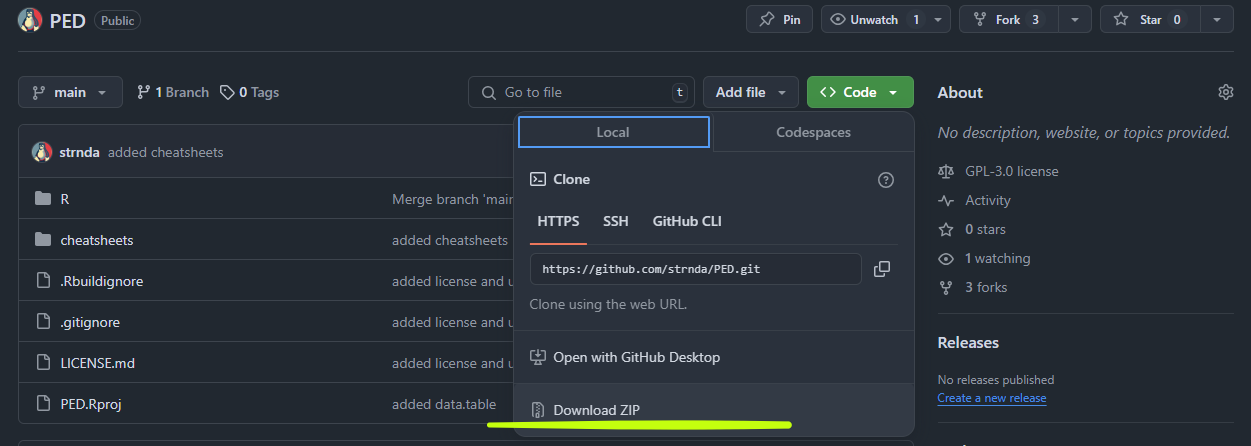 PED Public Pin Unwatch 1 Fork 3 Star 0
main 1 Branch 0 Tags Go to file t Add file <> Code About
Local Codespaces
No description, website, or topics provided.
strnda added cheatsheets
Clone
GPL-3.0 license
R Merge branch 'main
Activity
HTTPS SSH GitHub CLI
0 stars
cheatsheets added cheatsheets
1 watching
https://github.com/strnda/PED.git
.Rbuildignore added license and u
3 forks
Clone using the web URL.
.gitignore added license and u
Releases
Open with GitHub Desktop
LICENSE.md added license and u
No releases published
Create a new release
PED.Rproj added data.table
Download ZIP